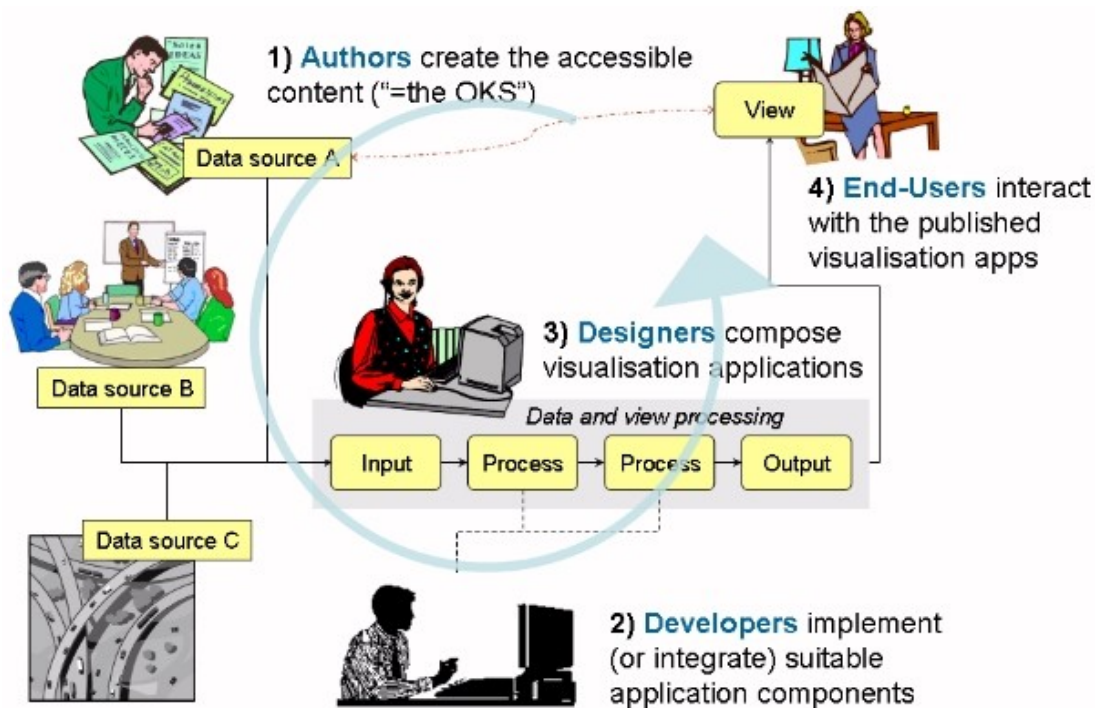 1) Authors create the accessible
content ("=the OKS")
View
Data source A
4) End-Users interact
with the published
visualisation apps
3) Designers compose
visualisation applications
Data source B
Data and view processing
Input
Process
Process
Output
Data source C
2) Developers implement
(or integrate) suitable
application components